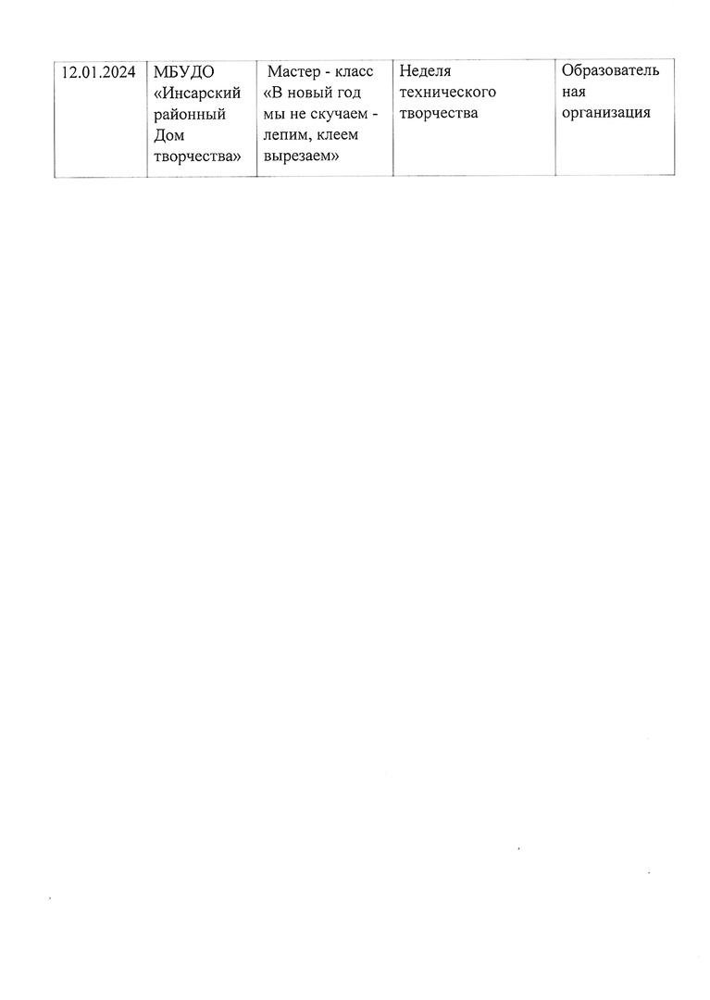 12.01.2024
МБУДО
«Инсарский
районный
Дом
творчества»
Мастер - класс
«В новый год
мы не скучаем -
лепим, клеем
вырезаем»
Неделя
технического
творчества
Образователь
ная
организация